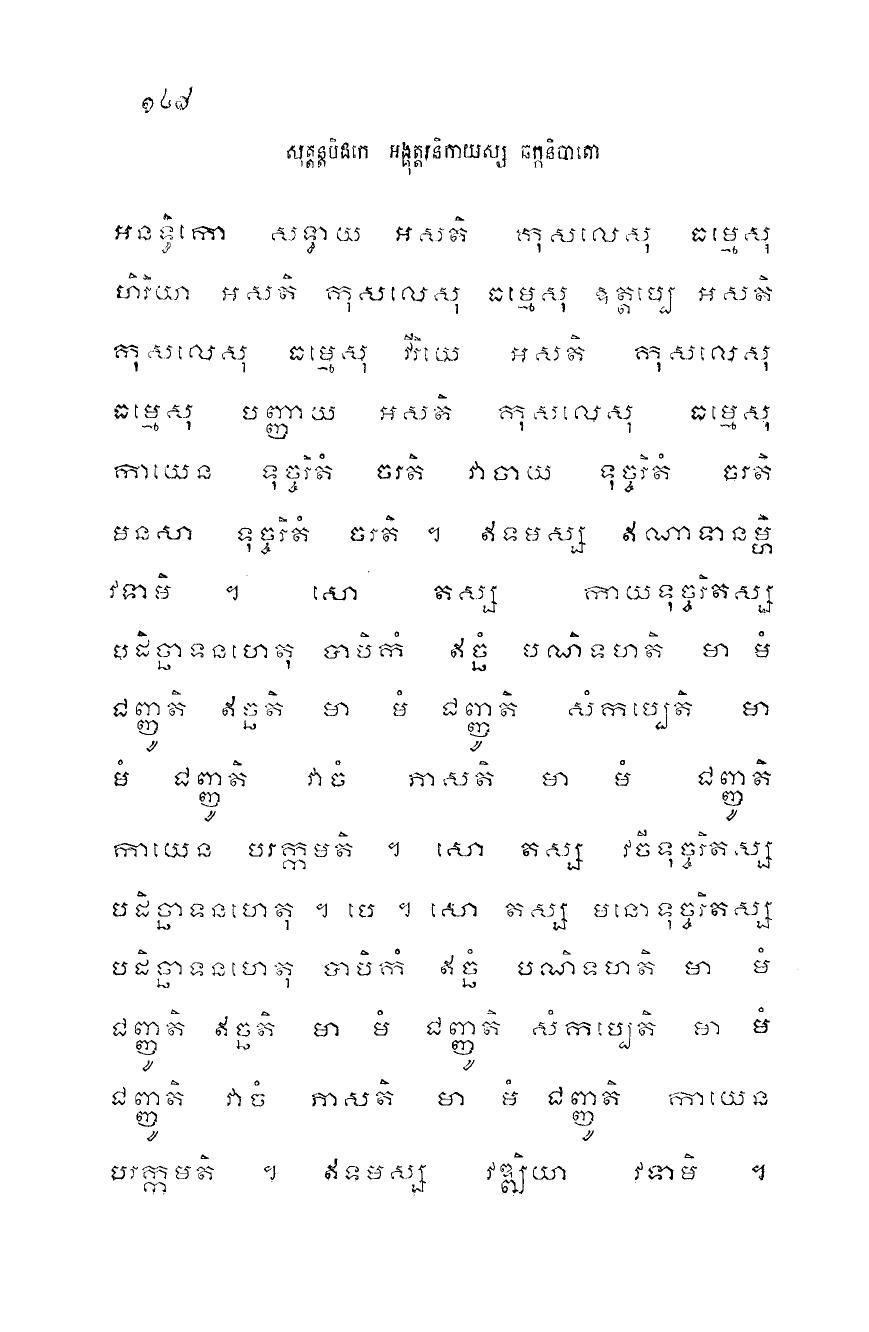 ១៤៨
សុត្តន្តបិដកេ អង្គុត្តរនិកាយស្ស ឆក្កនិបាតោ
អនទ្ធិកោ សទ្ធាយ អសតិ កុសលេសុ ធម្មេសុ
ហិរិយា អសតិ កុសលេសុ ធម្មេសុ ឧត្តប្បេ អសតិ
កុសលេសុ ធម្មេសុ វីរិយេ អសតិ កុសលេសុ
ធម្មេសុ បញ្ញាយ អសតិ កុសលេសុ ធម្មេសុ
កាយេន ទុច្ចរិតំ ចរតិ វាចាយ ទុច្ចរិតំ ចរតិ
មនសា ទុច្ចរិតំ ចរតិ ។ ឥទមស្ស ឥណាទានម្ហិ
វទាមិ ។ សោ តស្ស កាយទុច្ចរិតស្ស
បដិច្ឆាទនហេតុ បាបិកំ ឥច្ឆំ បណិទហតិ មា មំ
ជញ្ញូតិ ឥច្ឆតិ មា មំ ជញ្ញូតិ សំកប្បេតិ មា
មំ ជញ្ញូតិ វាចំ ភាសតិ មា មំ ជញ្ញូតិ
កាយេន បរក្កមតិ ។ សោ តស្ស វចីទុច្ចរិតស្ស
បដិច្ឆាទនហេតុ ។ បេ ។ សោ តស្ស មនោទុច្ចរិតស្ស
បដិច្ឆាទនហេតុ បាបិកំ ឥច្ឆំ បណិទហតិ មា មំ
ជញ្ញូតិ ឥច្ឆតិ មា មំ ជញ្ញូតិ សំកប្បេតិ មា មំ
ជញ្ញូតិ វាចំ ភាសតិ មា មំ ជញ្ញូតិ កាយេន
បរក្កមតិ ។ ឥទមស្ស វឌ្ឍិយា វទាមិ ។